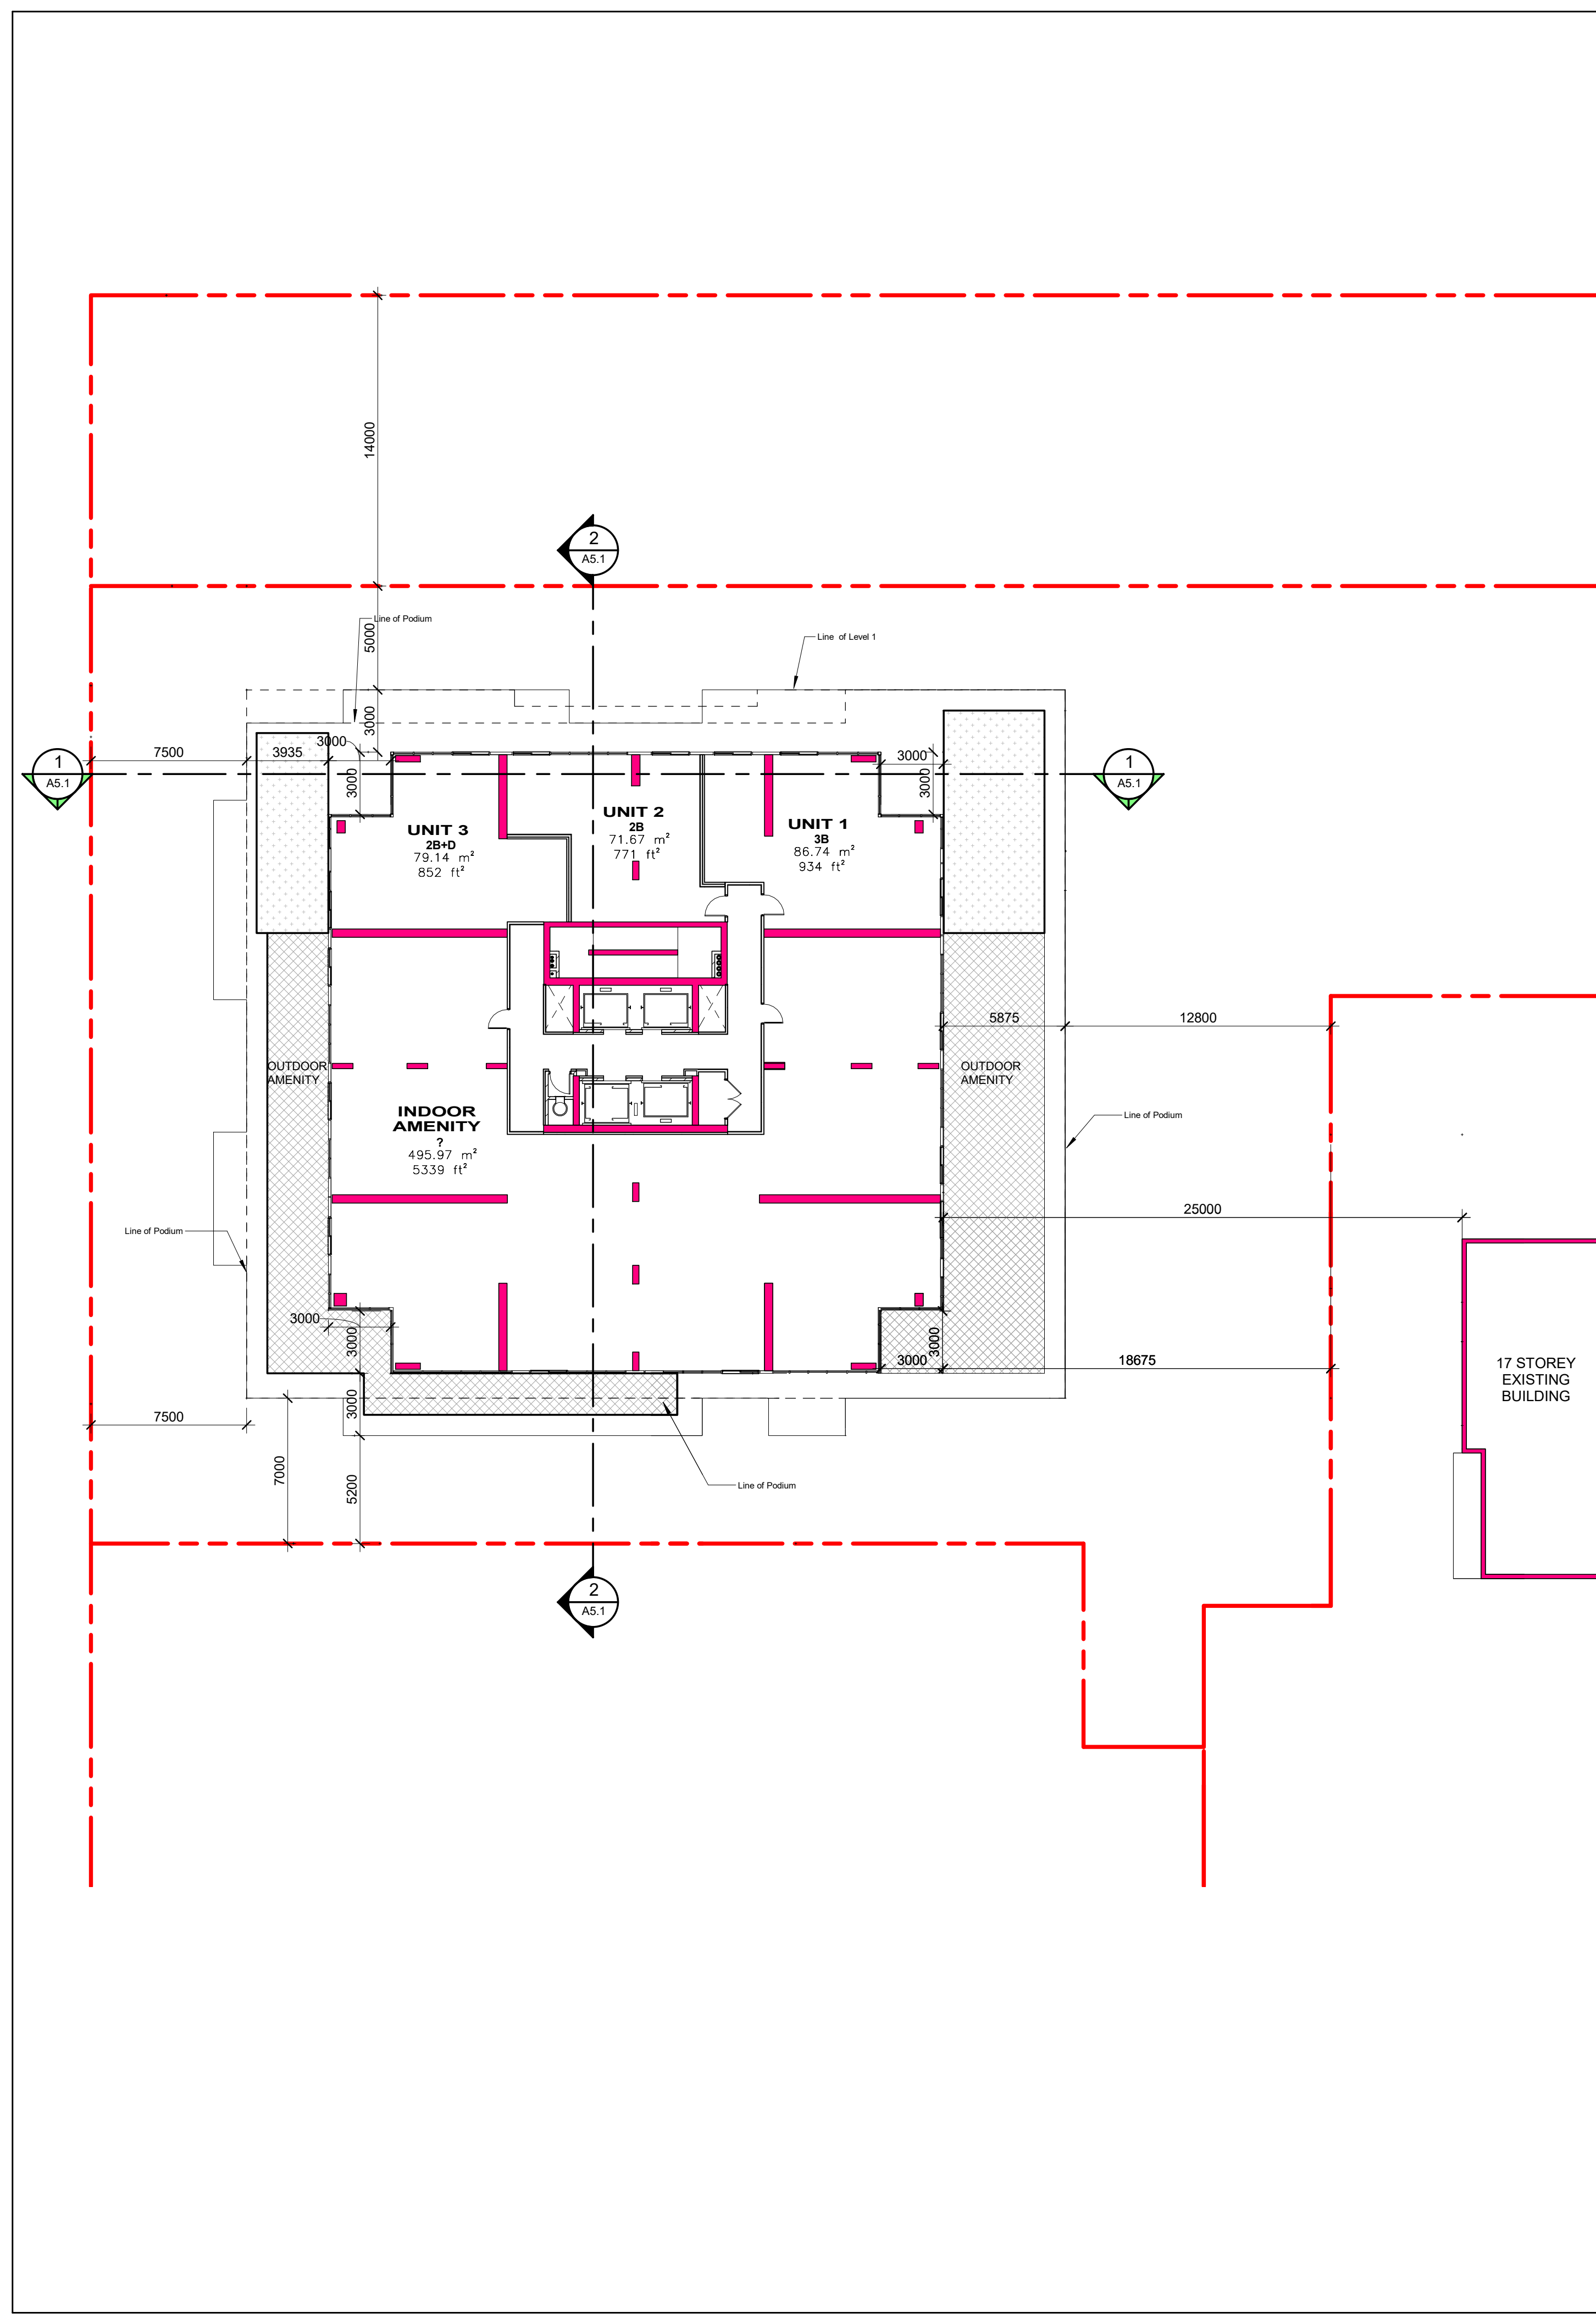 14000
2
A5.1
5000
Line of Podium
Line of Level 1
3000
7500
3935
3000
3000
3000
3000
1
A5.1
1
A5.1
UNIT 3
2B+D
79.14 m²
852 ft²
UNIT 2
2B
71.67 m²
771 ft²
UNIT 1
3B
86.74 m²
934 ft²
5875
12800
OUTDOOR
AMENITY
OUTDOOR
AMENITY
INDOOR
AMENITY
?
495.97 m²
5339 ft²
Line of Podium
25000
Line of Podium
3000
3000
3000
3000
18675
17 STOREY
EXISTING
BUILDING
3000
7500
7000
5200
Line of Podium
2
A5.1